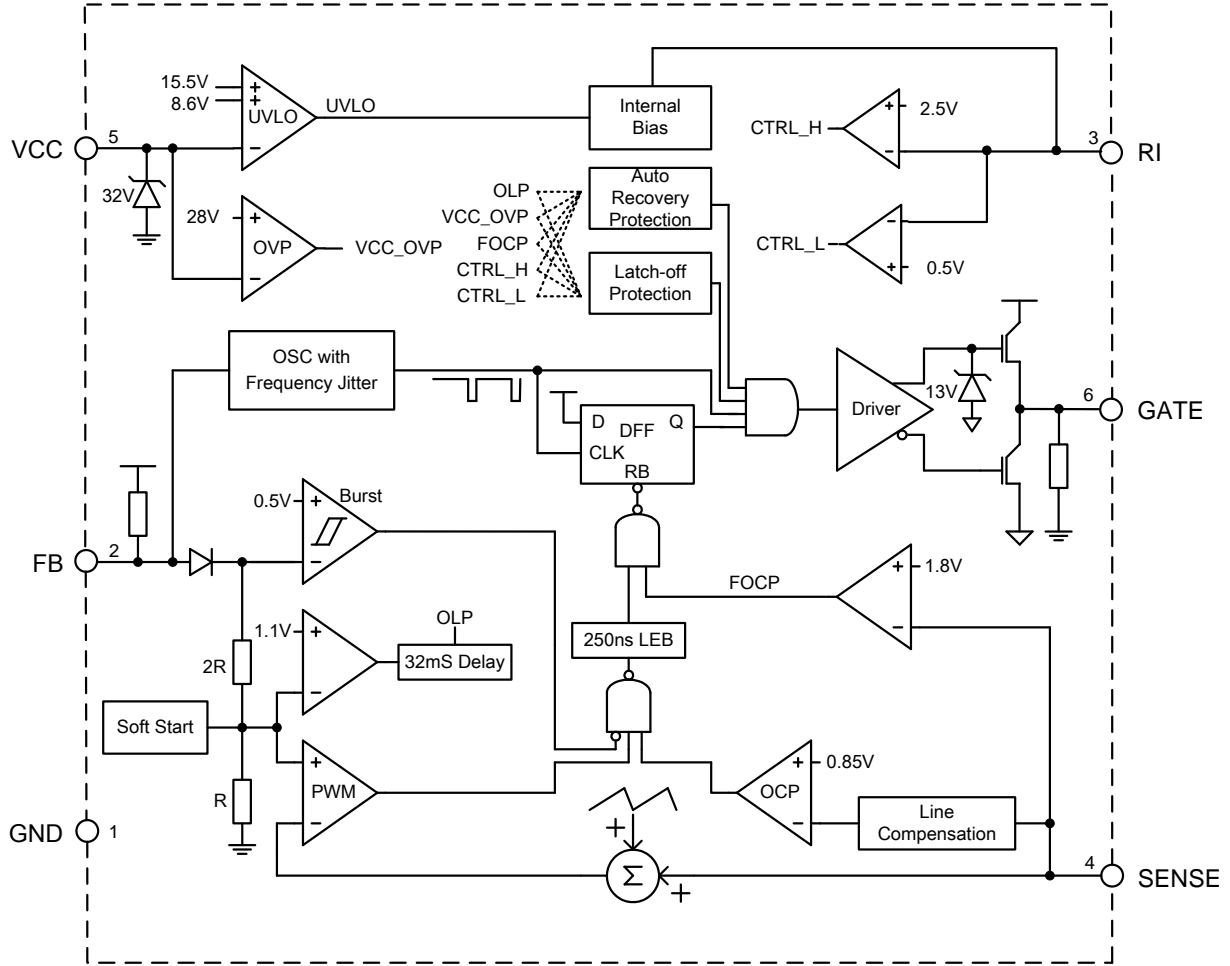 15.5V
8.6V
+
+
UVLO
−
UVLO
Internal
Bias
CTRL_H
+
2.5V
−
VCC
5
3
RI
32V
28V
+
OVP
−
VCC_OVP
OLP
VCC_OVP
FOCP
CTRL_H
CTRL_L
Auto
Recovery
Protection
Latch-off
Protection
CTRL_L
−
+
0.5V
OSC with
Frequency Jitter
D
DFF
Q
CLK
RB
Driver
13V
6
GATE
0.5V
+
Burst
−
FB
2
FOCP
+
1.8V
−
1.1V
+
−
OLP
32mS Delay
250ns LEB
2R
Soft Start
+
PWM
−
R
+
0.85V
OCP
−
Line
Compensation
GND
1
+
Σ
+
4
SENSE